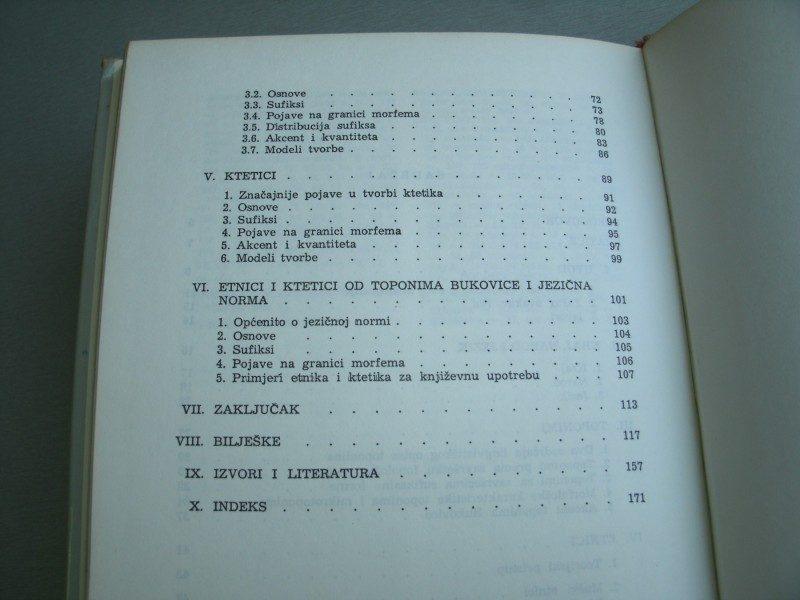 3.2. Osnove . . . . . . . . . . . . 72
3.3. Sufiksi . . . . . . . . . . . . 73
3.4. Pojave na granici morfema . . . . . . . 78
3.5. Distribucija sufiksa . . . . . . . . . 80
3.6. Akcent i kvantiteta . . . . . . . . . 83
3.7. Modeli tvorbe . . . . . . . . . . . 86
V. KTETICI . . . . . . . . . . . . . . 89
1. Značajnije pojave u tvorbi ktetika . . . . . . 91
2. Osnove . . . . . . . . . . . . . 92
3. Sufiksi . . . . . . . . . . . . . 94
4. Pojave na granici morfema . . . . . . . . 95
5. Akcent i kvantiteta . . . . . . . . . 97
6. Modeli tvorbe . . . . . . . . . . . 99
VI. ETNICI I KTETICI OD TOPONIMA BUKOVICE I JEZIČNA
NORMA . . . . . . . . . . . . . . 101
1. Općenito o jezičnoj normi . . . . . . . . 103
2. Osnove . . . . . . . . . . . . . 104
3. Sufiksi . . . . . . . . . . . . . 105
4. Pojave na granici morfema . . . . . . . . 106
5. Primjeri etnika i ktetika za književnu upotrebu . . . 107
VII. ZAKLJUČAK . . . . . . . . . . . . 113
VIII. BILJEŠKE . . . . . . . . . . . . . 117
IX. IZVORI I LITERATURA . . . . . . . . . 157
X. INDEKS . . . . . . . . . . . . . . 171